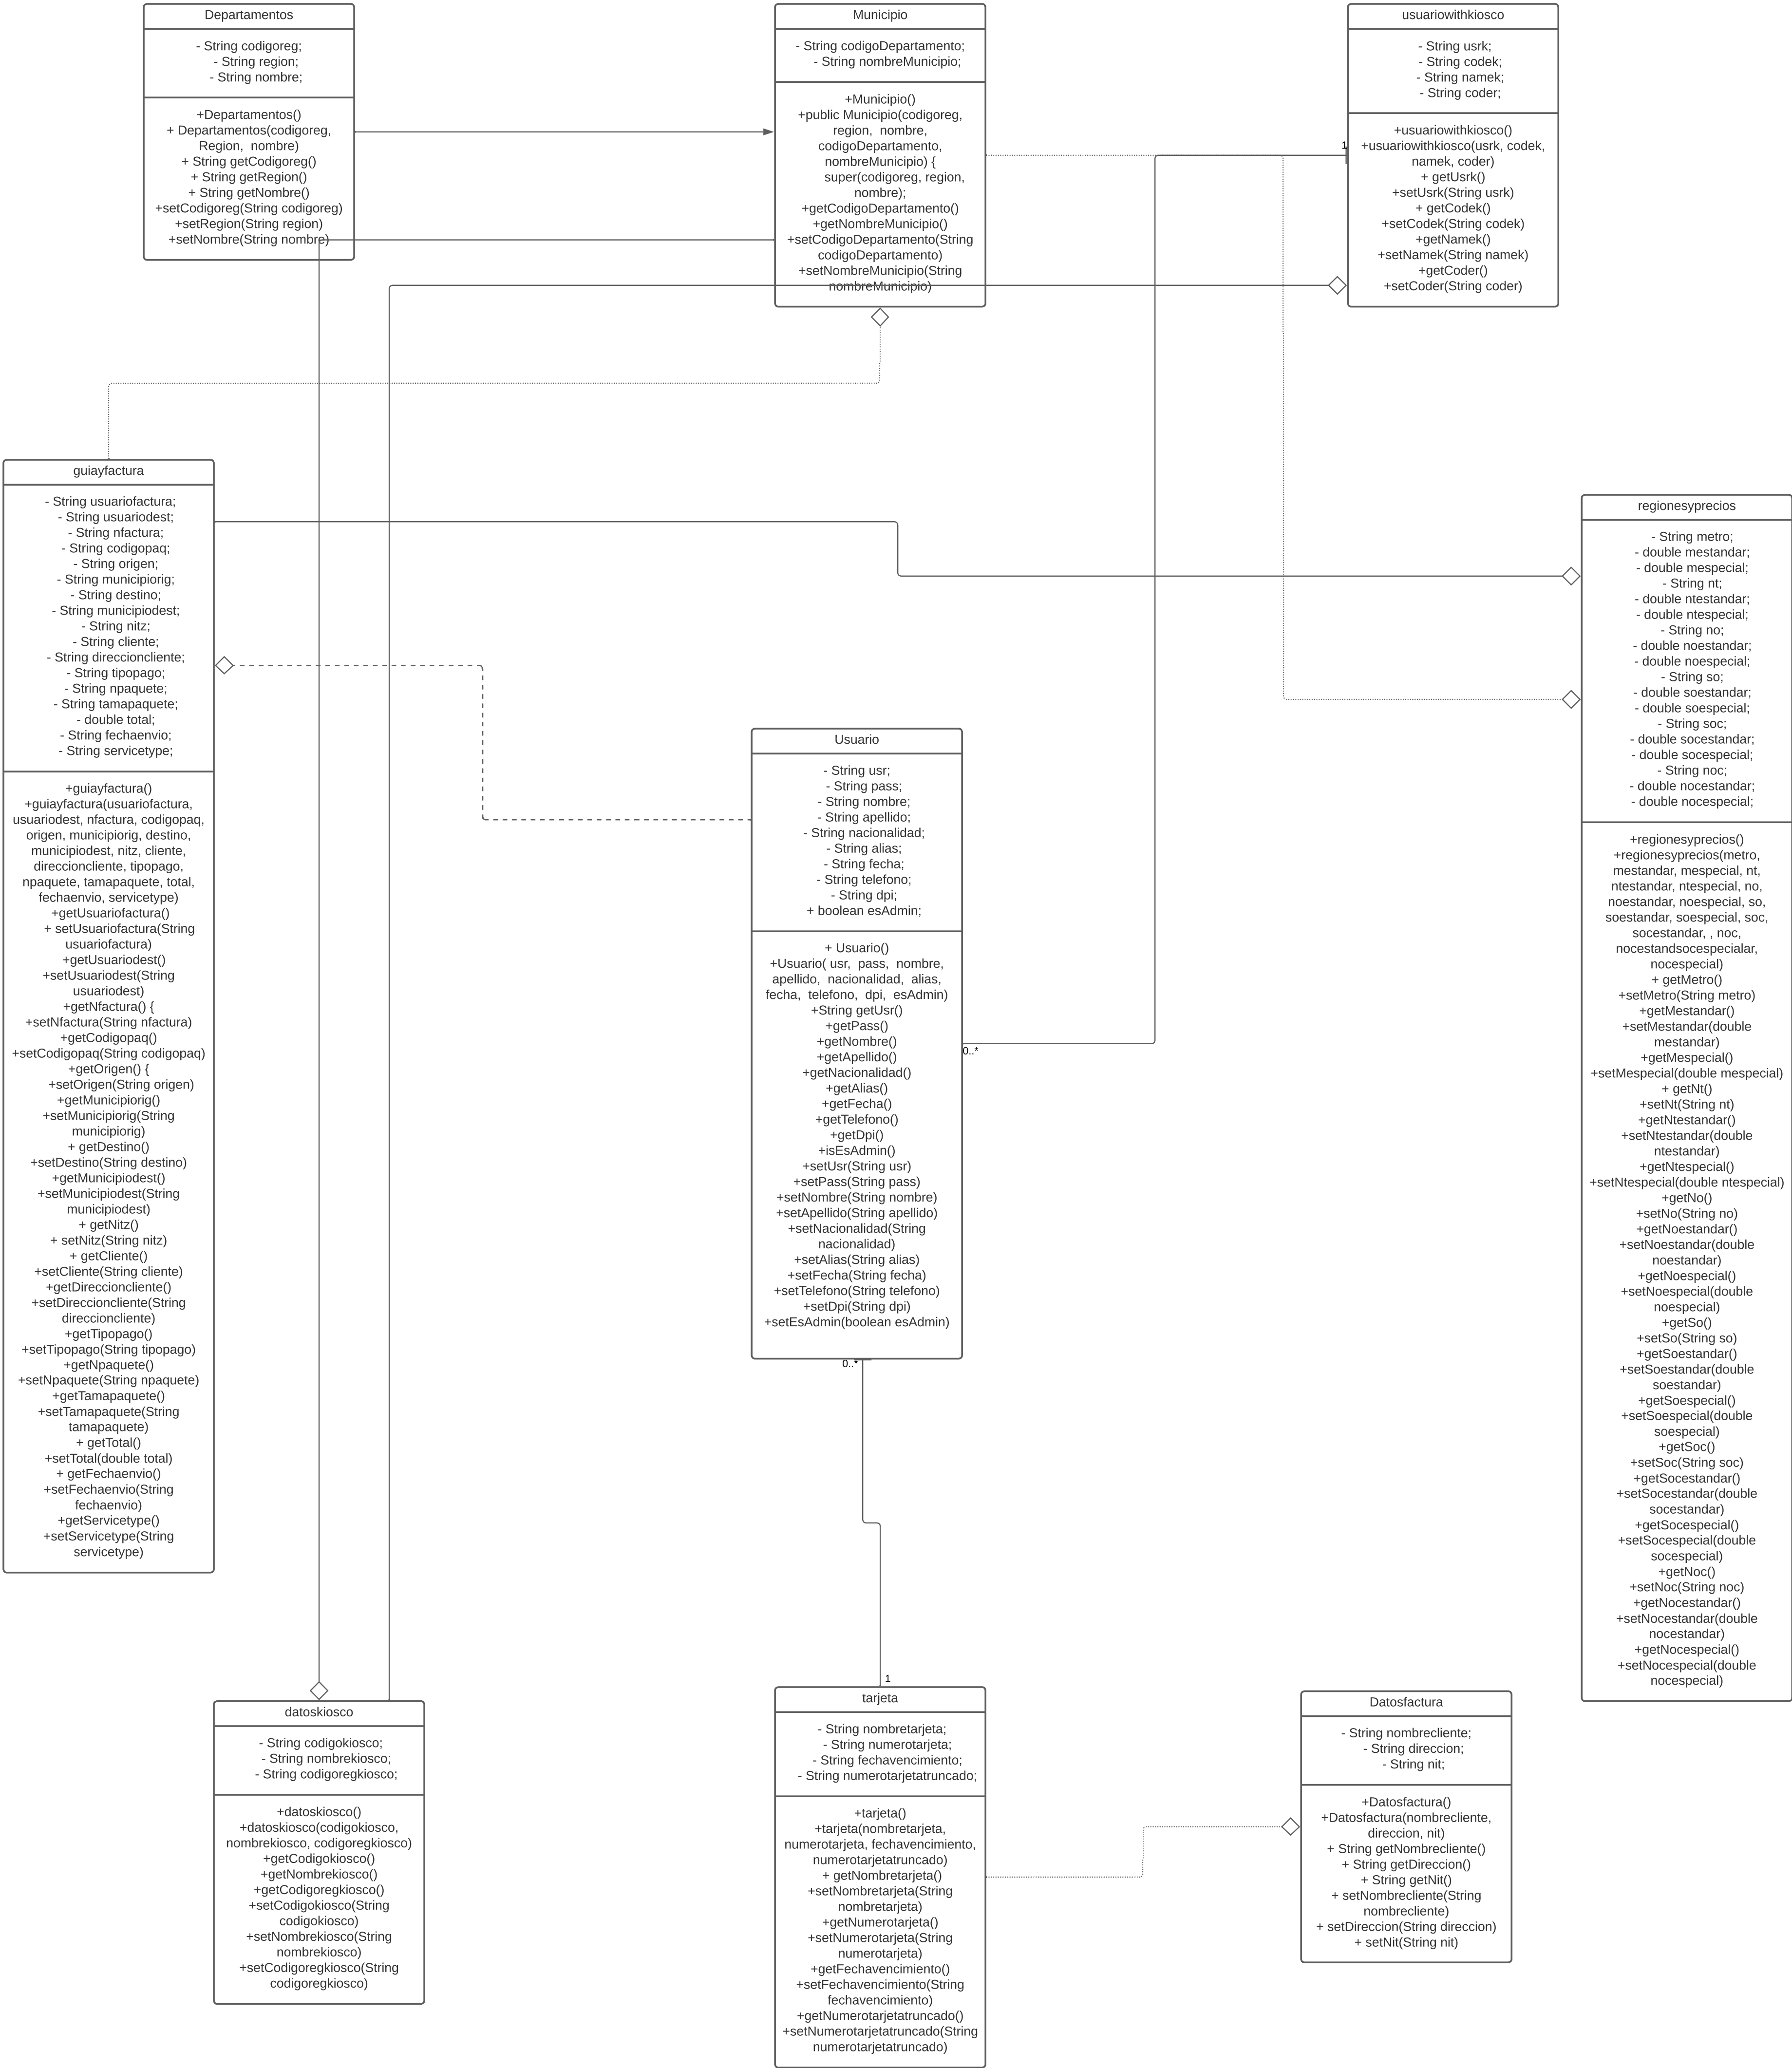 Departamentos
- String codigoreg;
- String region;
- String nombre;
+Departamentos()
+ Departamentos(codigoreg,
Region,  nombre)
+ String getCodigoreg()
+ String getRegion()
+ String getNombre()
+setCodigoreg(String codigoreg)
+setRegion(String region)
+setNombre(String nombre)
Municipio
- String codigoDepartamento;
- String nombreMunicipio;
+Municipio()
+public Municipio(codigoreg,
region,  nombre,
codigoDepartamento,
nombreMunicipio) {
super(codigoreg, region,
nombre);
+getCodigoDepartamento()
+getNombreMunicipio()
+setCodigoDepartamento(String
codigoDepartamento)
+setNombreMunicipio(String
nombreMunicipio)
usuariowithkiosco
- String usrk;
- String codek;
- String namek;
- String coder;
+usuariowithkiosco()
+usuariowithkiosco(usrk, codek,
namek, coder)
+ getUsrk()
+setUsrk(String usrk)
+ getCodek()
+setCodek(String codek)
+getNamek()
+setNamek(String namek)
+getCoder()
+setCoder(String coder)
1
guiayfactura
- String usuariofactura;
- String usuariodest;
- String nfactura;
- String codigopaq;
- String origen;
- String municipiorig;
- String destino;
- String municipiodest;
- String nitz;
- String cliente;
- String direccioncliente;
- String tipopago;
- String npaquete;
- String tamapaquete;
- double total;
- String fechaenvio;
- String servicetype;
+guiayfactura()
+guiayfactura(usuariofactura,
usuariodest, nfactura, codigopaq,
origen, municipiorig, destino,
municipiodest, nitz, cliente,
direccioncliente, tipopago,
npaquete, tamapaquete, total,
fechaenvio, servicetype)
+getUsuariofactura()
+ setUsuariofactura(String
usuariofactura)
+getUsuariodest()
+setUsuariodest(String
usuariodest)
+getNfactura() {
+setNfactura(String nfactura)
+getCodigopaq()
+setCodigopaq(String codigopaq)
+getOrigen() {
+setOrigen(String origen)
+getMunicipiorig()
+setMunicipiorig(String
municipiorig)
+ getDestino()
+setDestino(String destino)
+getMunicipiodest()
+setMunicipiodest(String
municipiodest)
+ getNitz()
+ setNitz(String nitz)
+ getCliente()
+setCliente(String cliente)
+getDireccioncliente()
+setDireccioncliente(String
direccioncliente)
+getTipopago()
+setTipopago(String tipopago)
+getNpaquete()
+setNpaquete(String npaquete)
+getTamapaquete()
+setTamapaquete(String
tamapaquete)
+ getTotal()
+setTotal(double total)
+ getFechaenvio()
+setFechaenvio(String
fechaenvio)
+getServicetype()
+setServicetype(String
servicetype)
Usuario
- String usr;
- String pass;
- String nombre;
- String apellido;
- String nacionalidad;
- String alias;
- String fecha;
- String telefono;
- String dpi;
+ boolean esAdmin;
+ Usuario()
+Usuario( usr,  pass,  nombre,
apellido,  nacionalidad,  alias,
fecha,  telefono,  dpi,  esAdmin)
+String getUsr()
+getPass()
+getNombre()
+getApellido()
+getNacionalidad()
+getAlias()
+getFecha()
+getTelefono()
+getDpi()
+isEsAdmin()
+setUsr(String usr)
+setPass(String pass)
+setNombre(String nombre)
+setApellido(String apellido)
+setNacionalidad(String
nacionalidad)
+setAlias(String alias)
+setFecha(String fecha)
+setTelefono(String telefono)
+setDpi(String dpi)
+setEsAdmin(boolean esAdmin)
0..*
0..*
regionesyprecios
- String metro;
- double mestandar;
- double mespecial;
- String nt;
- double ntestandar;
- double ntespecial;
- String no;
- double noestandar;
- double noespecial;
- String so;
- double soestandar;
- double soespecial;
- String soc;
- double socestandar;
- double socespecial;
- String noc;
- double nocestandar;
- double nocespecial;
+regionesyprecios()
+regionesyprecios(metro,
mestandar, mespecial, nt,
ntestandar, ntespecial, no,
noestandar, noespecial, so,
soestandar, soespecial, soc,
socestandar, , noc,
nocestandsocespecialar,
nocespecial)
+ getMetro()
+setMetro(String metro)
+getMestandar()
+setMestandar(double
mestandar)
+getMespecial()
+setMespecial(double mespecial)
+ getNt()
+setNt(String nt)
+getNtestandar()
+setNtestandar(double
ntestandar)
+getNtespecial()
+setNtespecial(double ntespecial)
+getNo()
+setNo(String no)
+getNoestandar()
+setNoestandar(double
noestandar)
+getNoespecial()
+setNoespecial(double
noespecial)
+getSo()
+setSo(String so)
+getSoestandar()
+setSoestandar(double
soestandar)
+getSoespecial()
+setSoespecial(double
soespecial)
+getSoc()
+setSoc(String soc)
+getSocestandar()
+setSocestandar(double
socestandar)
+getSocespecial()
+setSocespecial(double
socespecial)
+getNoc()
+setNoc(String noc)
+getNocestandar()
+setNocestandar(double
nocestandar)
+getNocespecial()
+setNocespecial(double
nocespecial)
datoskiosco
- String codigokiosco;
- String nombrekiosco;
- String codigoregkiosco;
+datoskiosco()
+datoskiosco(codigokiosco,
nombrekiosco, codigoregkiosco)
+getCodigokiosco()
+getNombrekiosco()
+getCodigoregkiosco()
+setCodigokiosco(String
codigokiosco)
+setNombrekiosco(String
nombrekiosco)
+setCodigoregkiosco(String
codigoregkiosco)
1
tarjeta
- String nombretarjeta;
- String numerotarjeta;
- String fechavencimiento;
- String numerotarjetatruncado;
+tarjeta()
+tarjeta(nombretarjeta,
numerotarjeta, fechavencimiento,
numerotarjetatruncado)
+ getNombretarjeta()
+setNombretarjeta(String
nombretarjeta)
+getNumerotarjeta()
+setNumerotarjeta(String
numerotarjeta)
+getFechavencimiento()
+setFechavencimiento(String
fechavencimiento)
+getNumerotarjetatruncado()
+setNumerotarjetatruncado(String
numerotarjetatruncado)
Datosfactura
- String nombrecliente;
- String direccion;
- String nit;
+Datosfactura()
+Datosfactura(nombrecliente,
direccion, nit)
+ String getNombrecliente()
+ String getDireccion()
+ String getNit()
+ setNombrecliente(String
nombrecliente)
+ setDireccion(String direccion)
+ setNit(String nit)